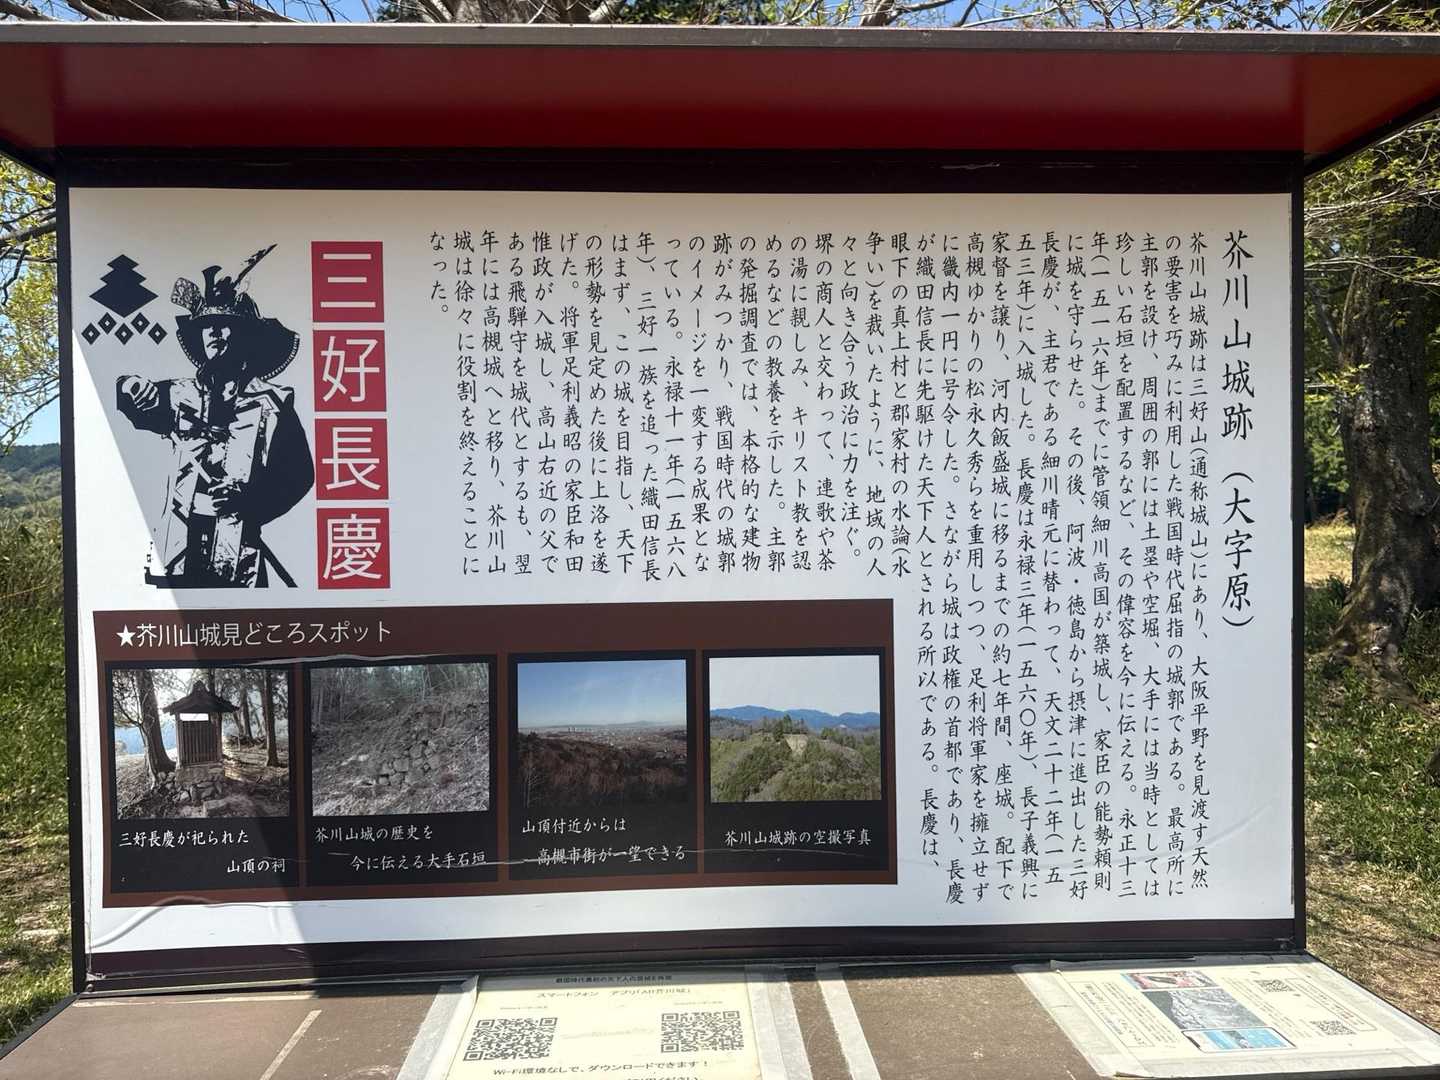 芥川山城跡（大字原）
芥川山城跡は三好山（通称城山）にあり、大阪平野を見渡す天然
の要害を巧みに利用した戦国時代屈指の城郭である。最高所に
主郭を設け、周囲の郭には土塁や空堀、大手には当時としては
珍しい石垣を配置するなど、その偉容を今に伝える。永正十三
年（一五一六年）までに管領細川高国が築城し、家臣の能勢頼則
に城を守らせた。その後、阿波・徳島から摂津に進出した三好
長慶が、主君である細川晴元に替わって、天文二十二年（一五
五三年）に入城した。長慶は永禄三年（一五六〇年）、長子義興に
家督を譲り、河内飯盛城に移るまでの約七年間、座城。配下で
高槻ゆかりの松永久秀らを重用しつつ、足利将軍家を擁立せず
に畿内一円に号令した。さながら城は政権の首都であり、長慶
が織田信長に先駆けた天下人とされる所以である。長慶は、
眼下の真上村と郡家村の水論（水
争い）を裁いたように、地域の人
々と向き合う政治に力を注ぐ。
堺の商人と交わって、連歌や茶
の湯に親しみ、キリスト教を認
めるなどの教養を示した。主郭
の発掘調査では、本格的な建物
跡がみつかり、戦国時代の城郭
のイメージを一変する成果とな
っている。永禄十一年（一五六八
年）、三好一族を追った織田信長
はまず、この城を目指し、天下
の形勢を見定めた後に上洛を遂
げた。将軍足利義昭の家臣和田
惟政が入城し、高山右近の父で
ある飛騨守を城代とするも、翌
年には高槻城へと移り、芥川山
城は徐々に役割を終えることに
なった。
三好長慶
★芥川山城見どころスポット
三好長慶が祀られた
山頂の祠
芥川山城の歴史を
今に伝える大手石垣
山頂付近からは
高槻市街が一望できる
芥川山城跡の空撮写真
スマートフォン アプリ「AR芥川城」
Wi-Fi環境なしで、ダウンロードできます！